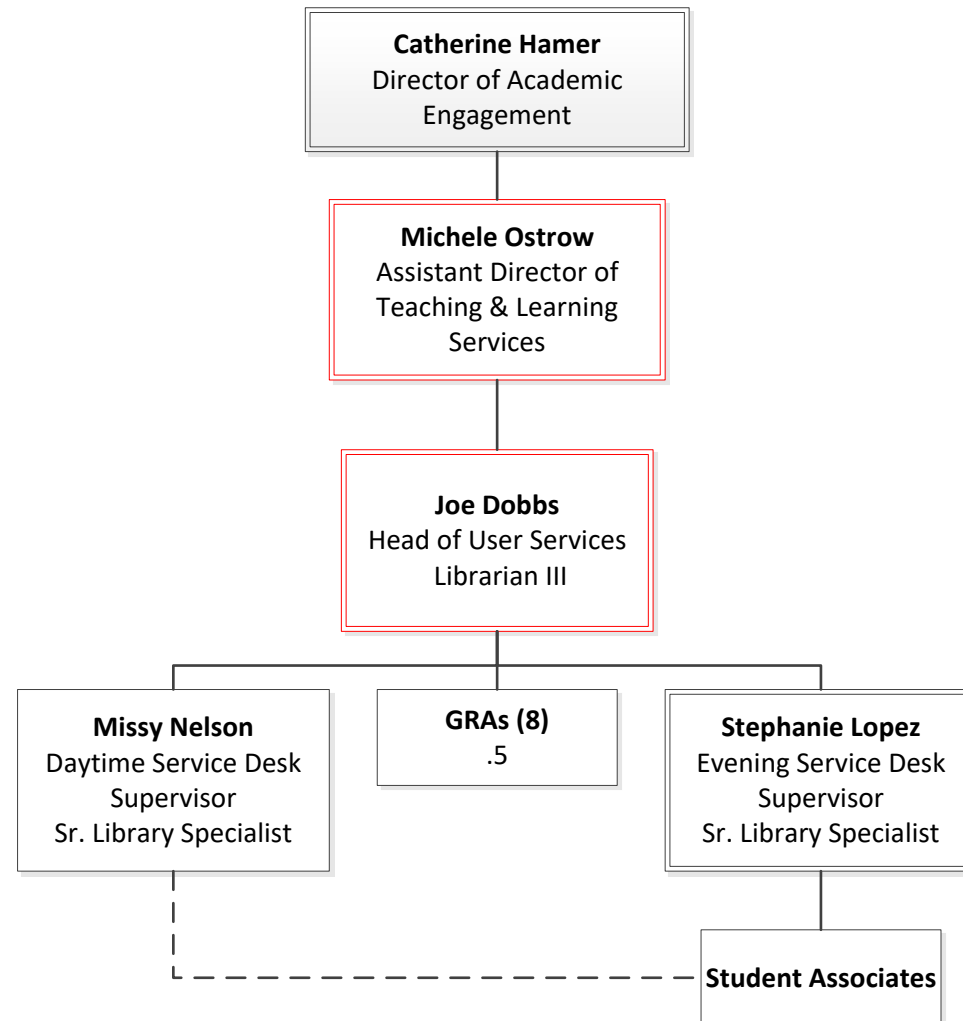 Catherine Hamer
Director of Academic
Engagement
Michele Ostrow
Assistant Director of
Teaching & Learning
Services
Joe Dobbs
Head of User Services
Librarian III
Missy Nelson
Daytime Service Desk
Supervisor
Sr. Library Specialist
GRAs (8)
.5
Stephanie Lopez
Evening Service Desk
Supervisor
Sr. Library Specialist
Student Associates